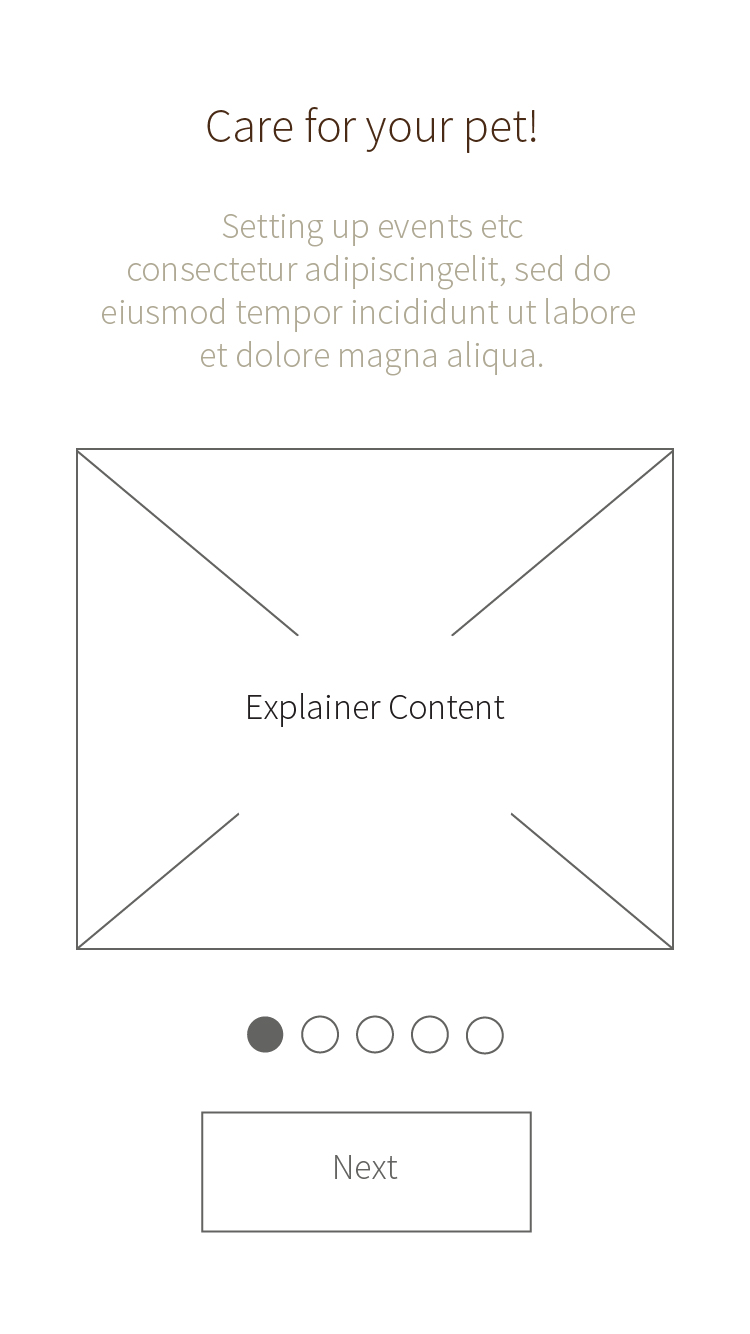 Care for your pet!
Setting up events etc
consectetur adipiscingelit, sed do
eiusmod tempor incididunt ut labore
et dolore magna aliqua.
Explainer Content
Next